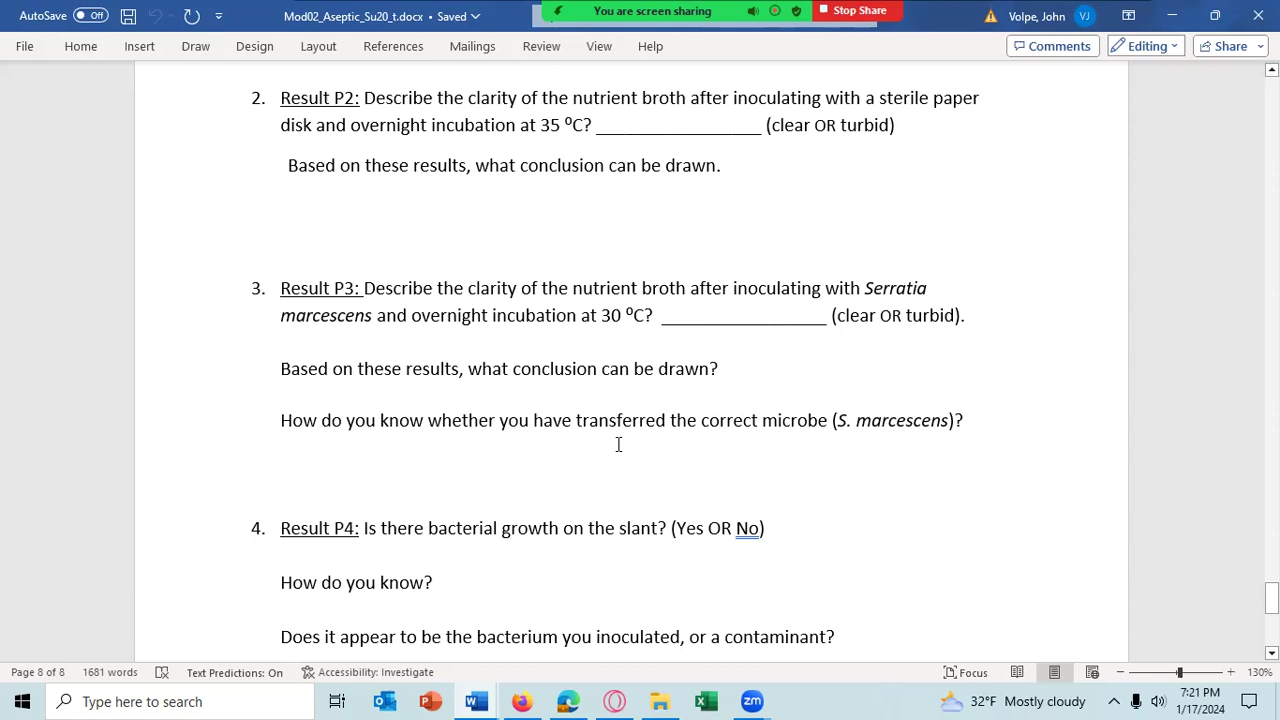 AutoSave Off Mod02_Aseptic_Su20_t.docx • Saved You are screen sharing Stop Share Volpe, John VJ
File Home Insert Draw Design Layout References Mailings Review View Help Comments Editing Share
2. Result P2: Describe the clarity of the nutrient broth after inoculating with a sterile paper
disk and overnight incubation at 35 ⁰C? _________________ (clear OR turbid)
Based on these results, what conclusion can be drawn.
3. Result P3: Describe the clarity of the nutrient broth after inoculating with Serratia
marcescens and overnight incubation at 30 ⁰C? _________________ (clear OR turbid).
Based on these results, what conclusion can be drawn?
How do you know whether you have transferred the correct microbe (S. marcescens)?
4. Result P4: Is there bacterial growth on the slant? (Yes OR No)
How do you know?
Does it appear to be the bacterium you inoculated, or a contaminant?
Page 8 of 8 1681 words Text Predictions: On Accessibility: Investigate Focus 130%
Type here to search zm 32°F Mostly cloudy 7:21 PM
1/17/2024